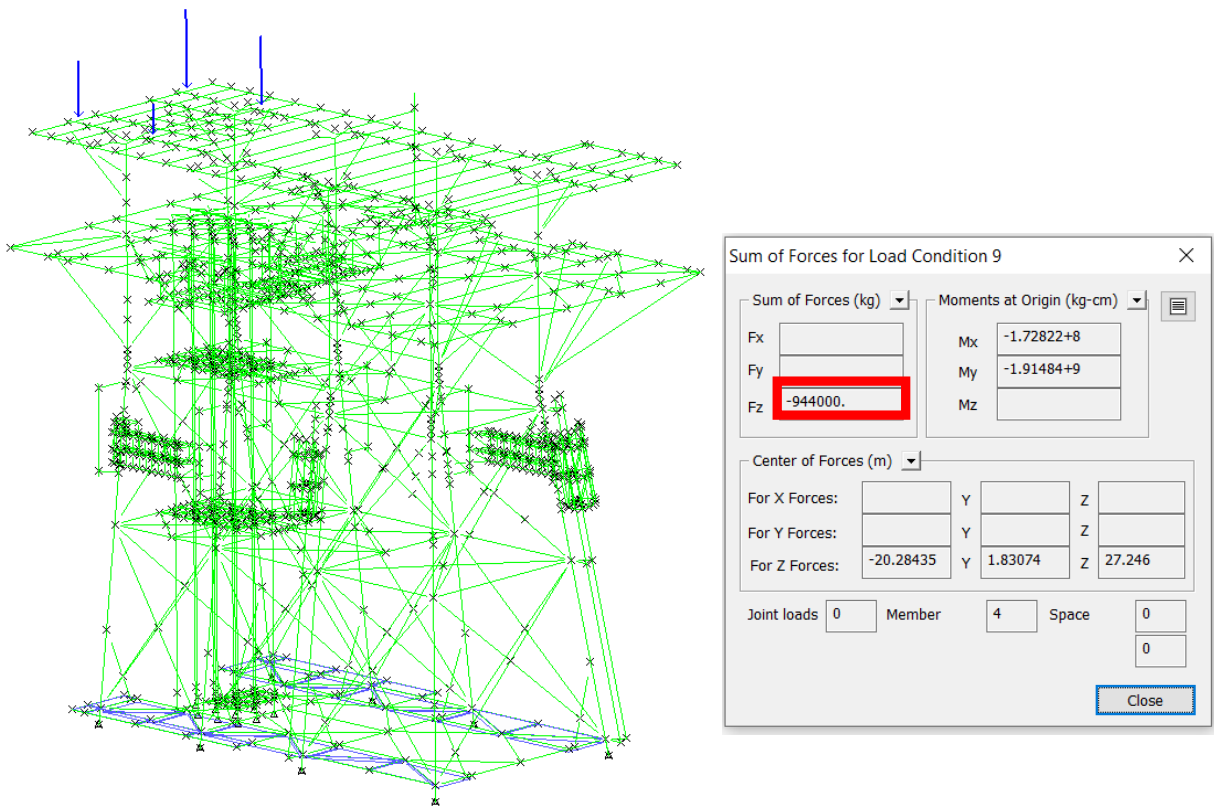 Sum of Forces for Load Condition 9
Sum of Forces (kg)
Moments at Origin (kg-cm)
Fx
Mx -1.72822+8
Fy
My -1.91484+9
Fz -944000.
Mz
Center of Forces (m)
For X Forces: Y Z
For Y Forces: Y Z
For Z Forces: -20.28435 Y 1.83074 Z 27.246
Joint loads 0 Member 4 Space 0
0
Close